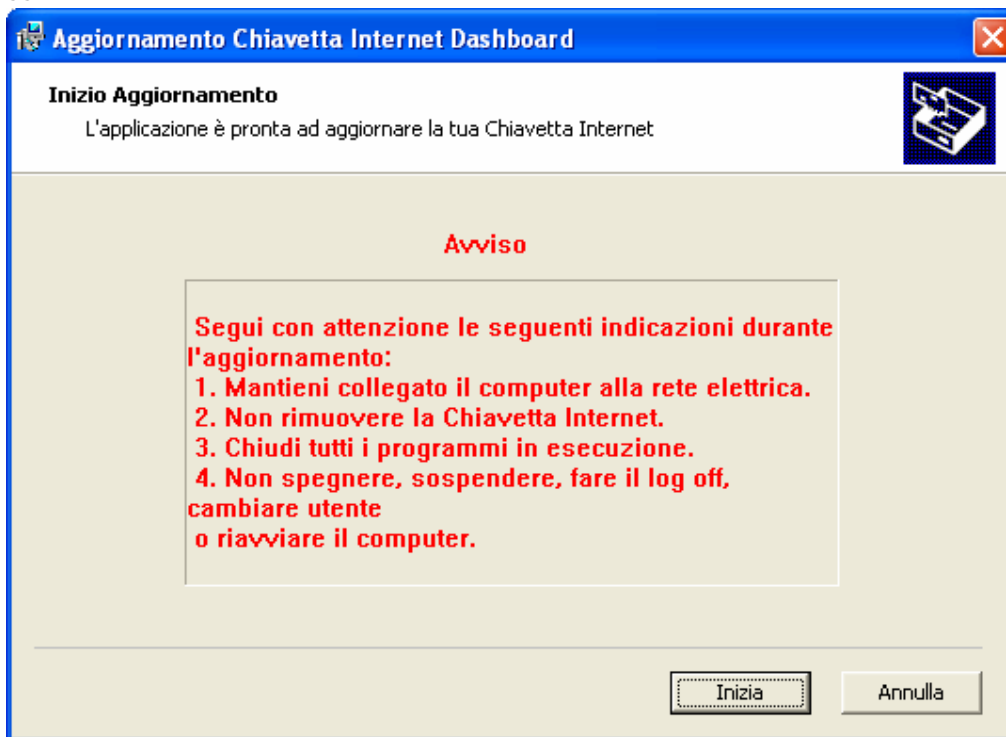 Aggiornamento Chiavetta Internet Dashboard
Inizio Aggiornamento
L'applicazione è pronta ad aggiornare la tua Chiavetta Internet
Avviso
Segui con attenzione le seguenti indicazioni durante
l'aggiornamento:
1. Mantieni collegato il computer alla rete elettrica.
2. Non rimuovere la Chiavetta Internet.
3. Chiudi tutti i programmi in esecuzione.
4. Non spegnere, sospendere, fare il log off,
cambiare utente
o riavviare il computer.
Inizia
Annulla